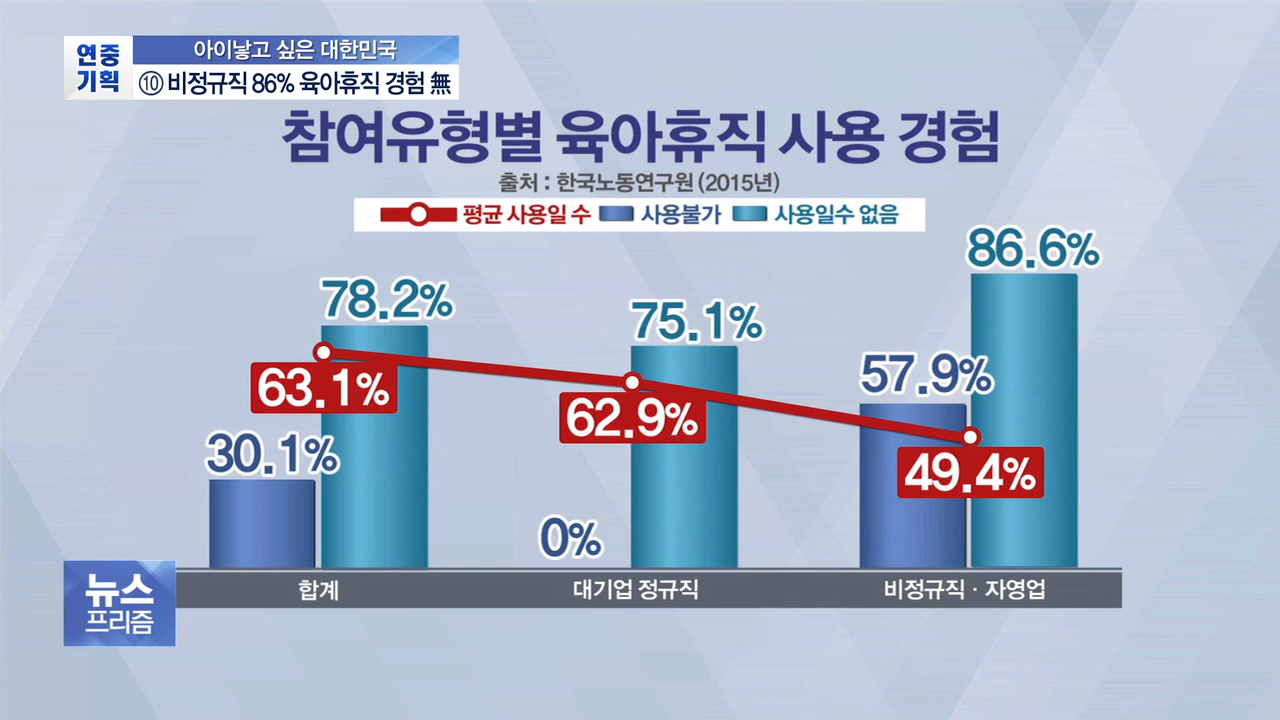 연중
기획
아이낳고 싶은 대한민국
⑩ 비정규직 86% 육아휴직 경험 無
참여유형별 육아휴직 사용 경험
출처 : 한국노동연구원 (2015년)
평균 사용일 수 사용불가 사용일수 없음
86.6%
78.2%
75.1%
57.9%
63.1%
62.9%
49.4%
30.1%
0%
합계 대기업 정규직 비정규직 · 자영업
뉴스
프리즘